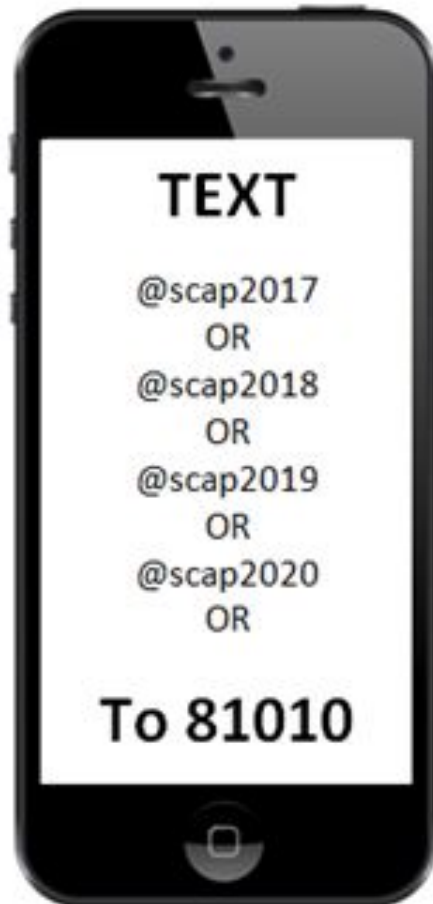 TEXT
@scap2017
OR
@scap2018
OR
@scap2019
OR
@scap2020
OR
To 81010